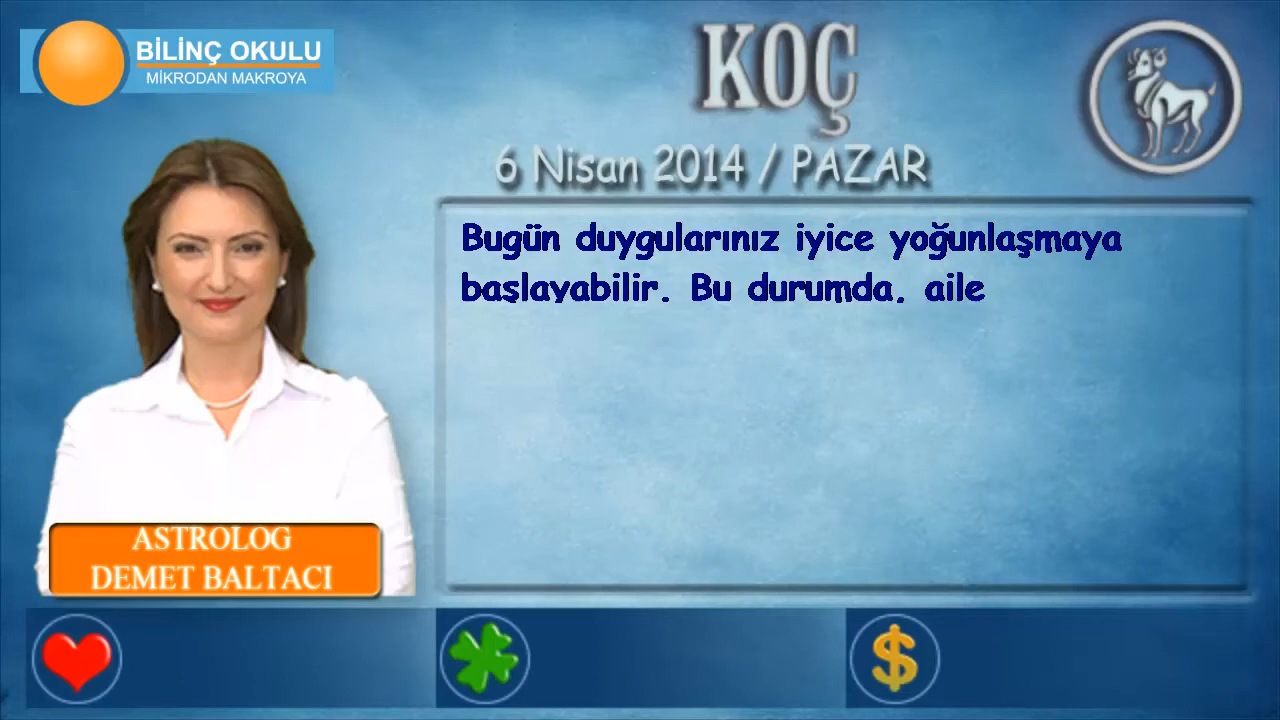 BİLİNÇ OKULU
MİKRODAN MAKROYA
KOÇ
6 Nisan 2014 / PAZAR
Bugün duygularınız iyice yoğunlaşmaya
başlayabilir. Bu durumda, aile
ASTROLOG
DEMET BALTACI